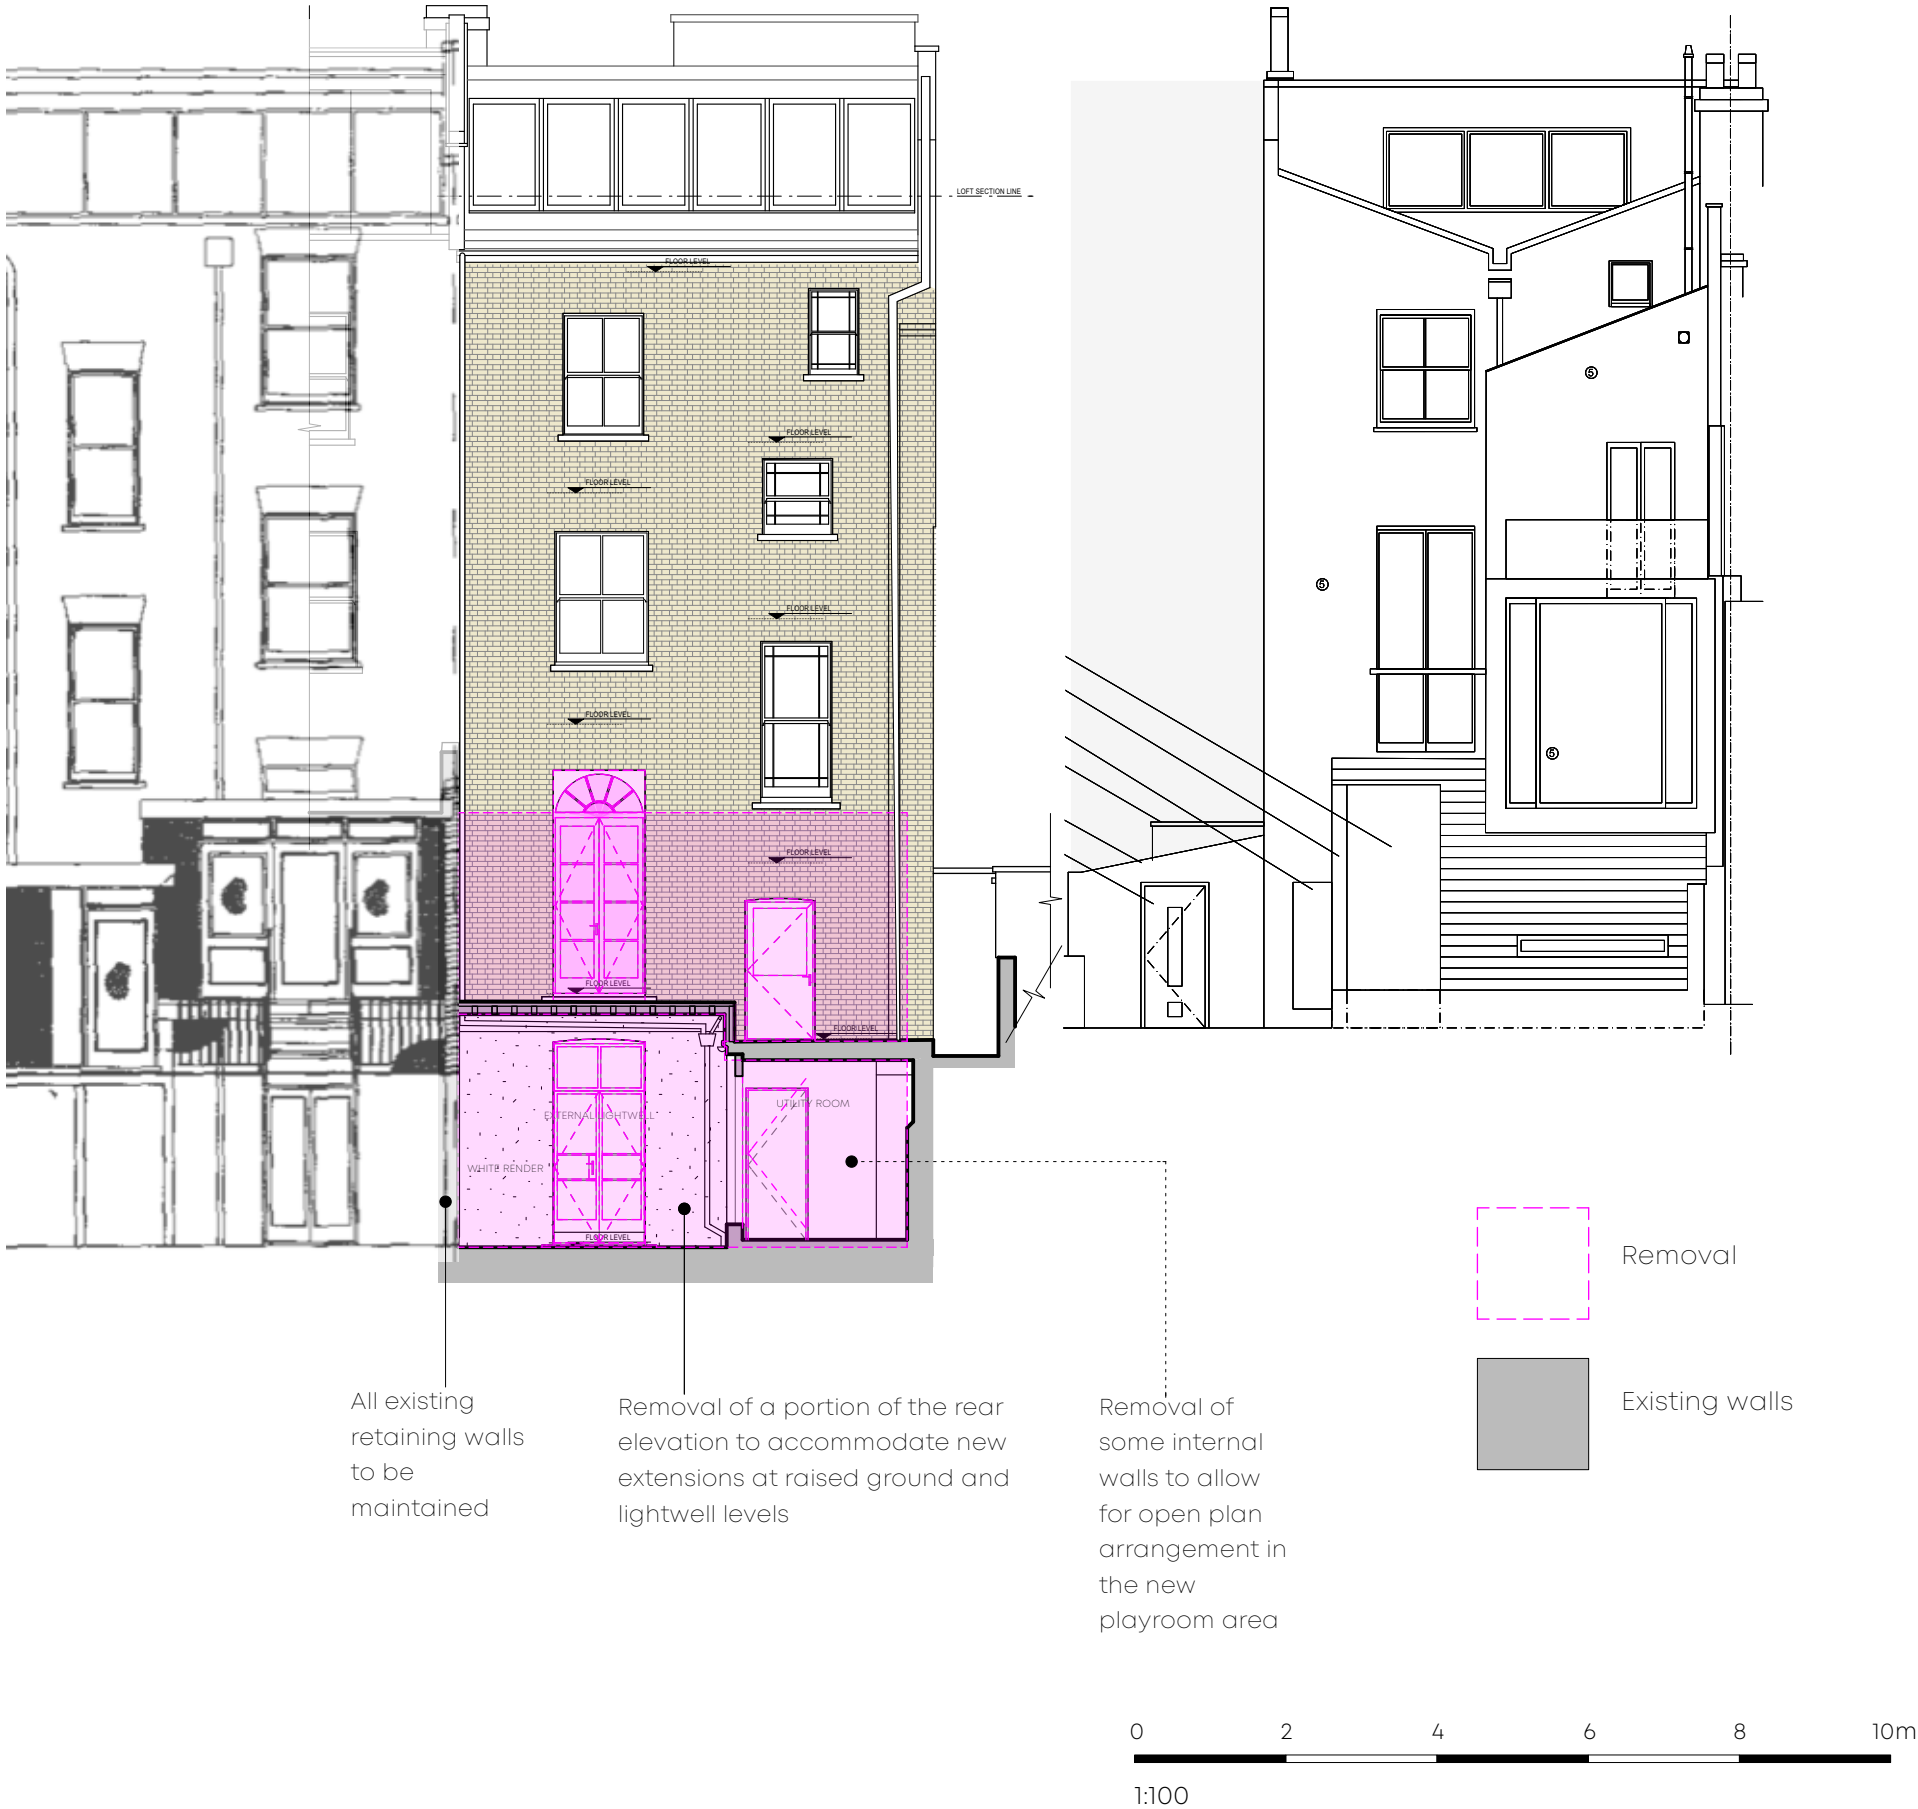 LOFT SECTION LINE
FLOOR LEVEL
FLOOR LEVEL
FLOOR LEVEL
FLOOR LEVEL
FLOOR LEVEL
FLOOR LEVEL
FLOOR LEVEL
FLOOR LEVEL
UTILITY ROOM
EXTERNAL LIGHTWELL
WHITE RENDER
FLOOR LEVEL
5
5
5
Removal
Existing walls
All existing
retaining walls
to be
maintained
Removal of a portion of the rear
elevation to accommodate new
extensions at raised ground and
lightwell levels
Removal of
some internal
walls to allow
for open plan
arrangement in
the new
playroom area
0 2 4 6 8 10m
1:100